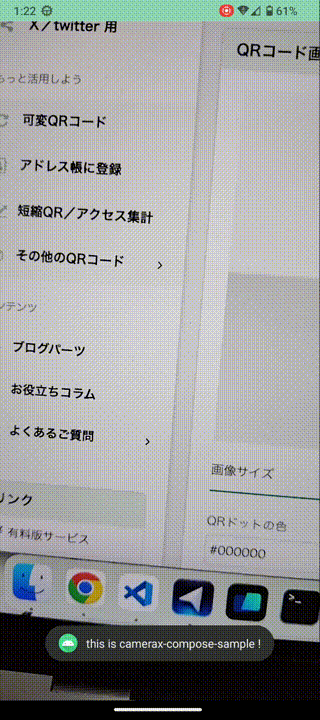 1:22
61%
X／twitter 用
QRコード画
っと活用しよう
可変QRコード
アドレス帳に登録
短縮QR／アクセス集計
その他のQRコード
ンテンツ
ブログパーツ
お役立ちコラム
よくあるご質問
画像サイズ
リンク
QRドットの色
有料版サービス
#000000
this is camerax-compose-sample !